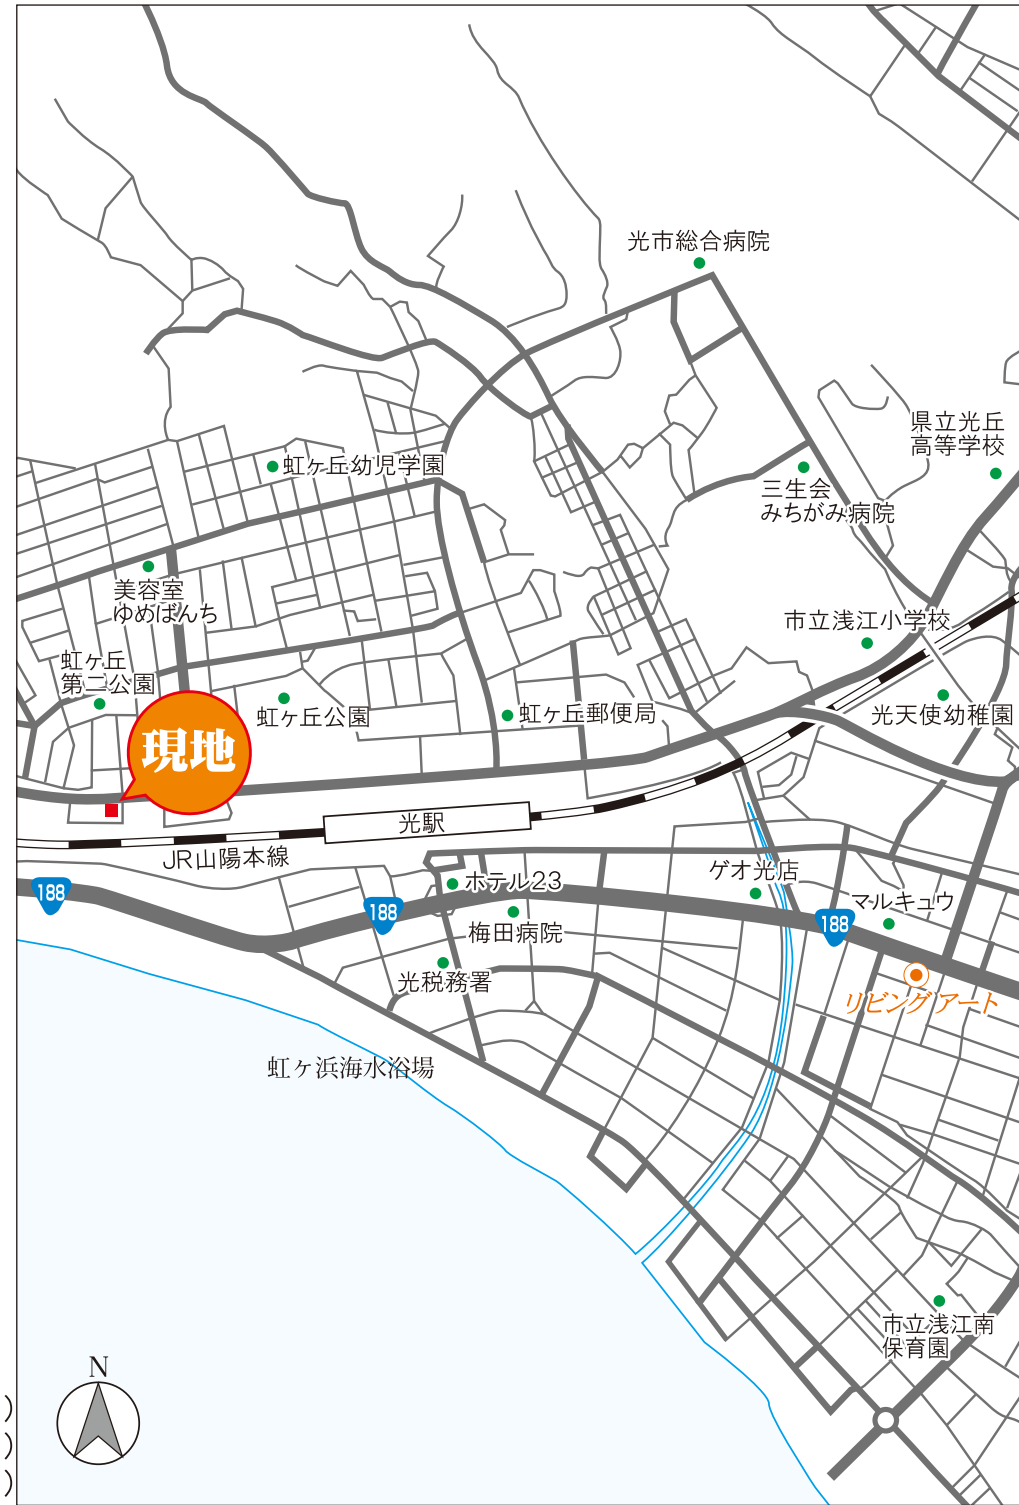 光市総合病院
県立光丘
高等学校
虹ヶ丘幼児学園
三生会
みちがみ病院
美容室
ゆめばんち
市立浅江小学校
虹ヶ丘
第二公園
虹ヶ丘公園
虹ヶ丘郵便局
光天使幼稚園
現地
光駅
JR山陽本線
ゲオ光店
ホテル23
188
188
188
マルキュウ
梅田病院
光税務署
リビングアート
虹ヶ浜海水浴場
市立浅江南
保育園
N
)
)
)